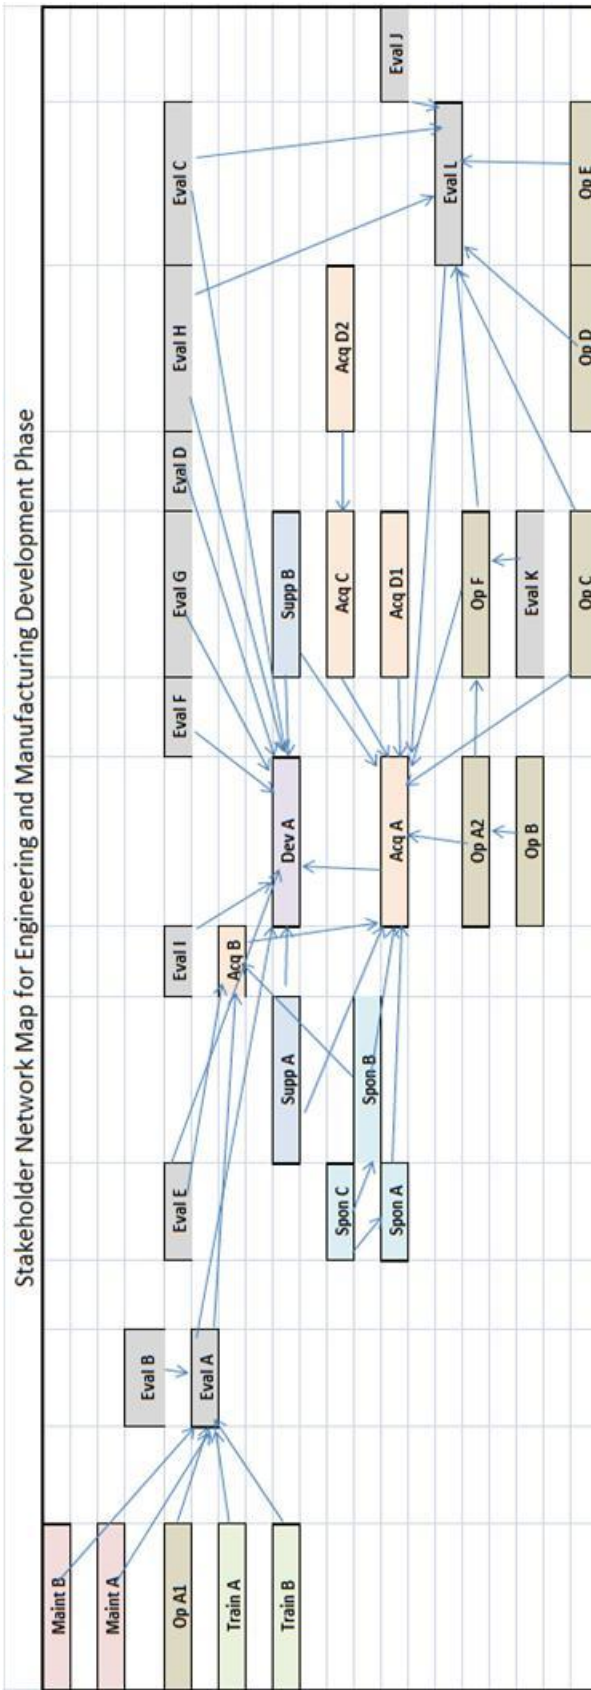 Stakeholder Network Map for Engineering and Manufacturing Development Phase
Maint B
Maint A
Eval B
Op A1
Eval E
Eval I
Eval F
Eval G
Eval D
Eval H
Eval C
Eval A
Train A
Acq B
Train B
Supp A
Dev A
Supp B
Spon C
Acq C
Acq D2
Spon B
Spon A
Acq A
Acq D1
Eval J
Eval L
Op A2
Op F
Op B
Eval K
Op C
Op D
Op E